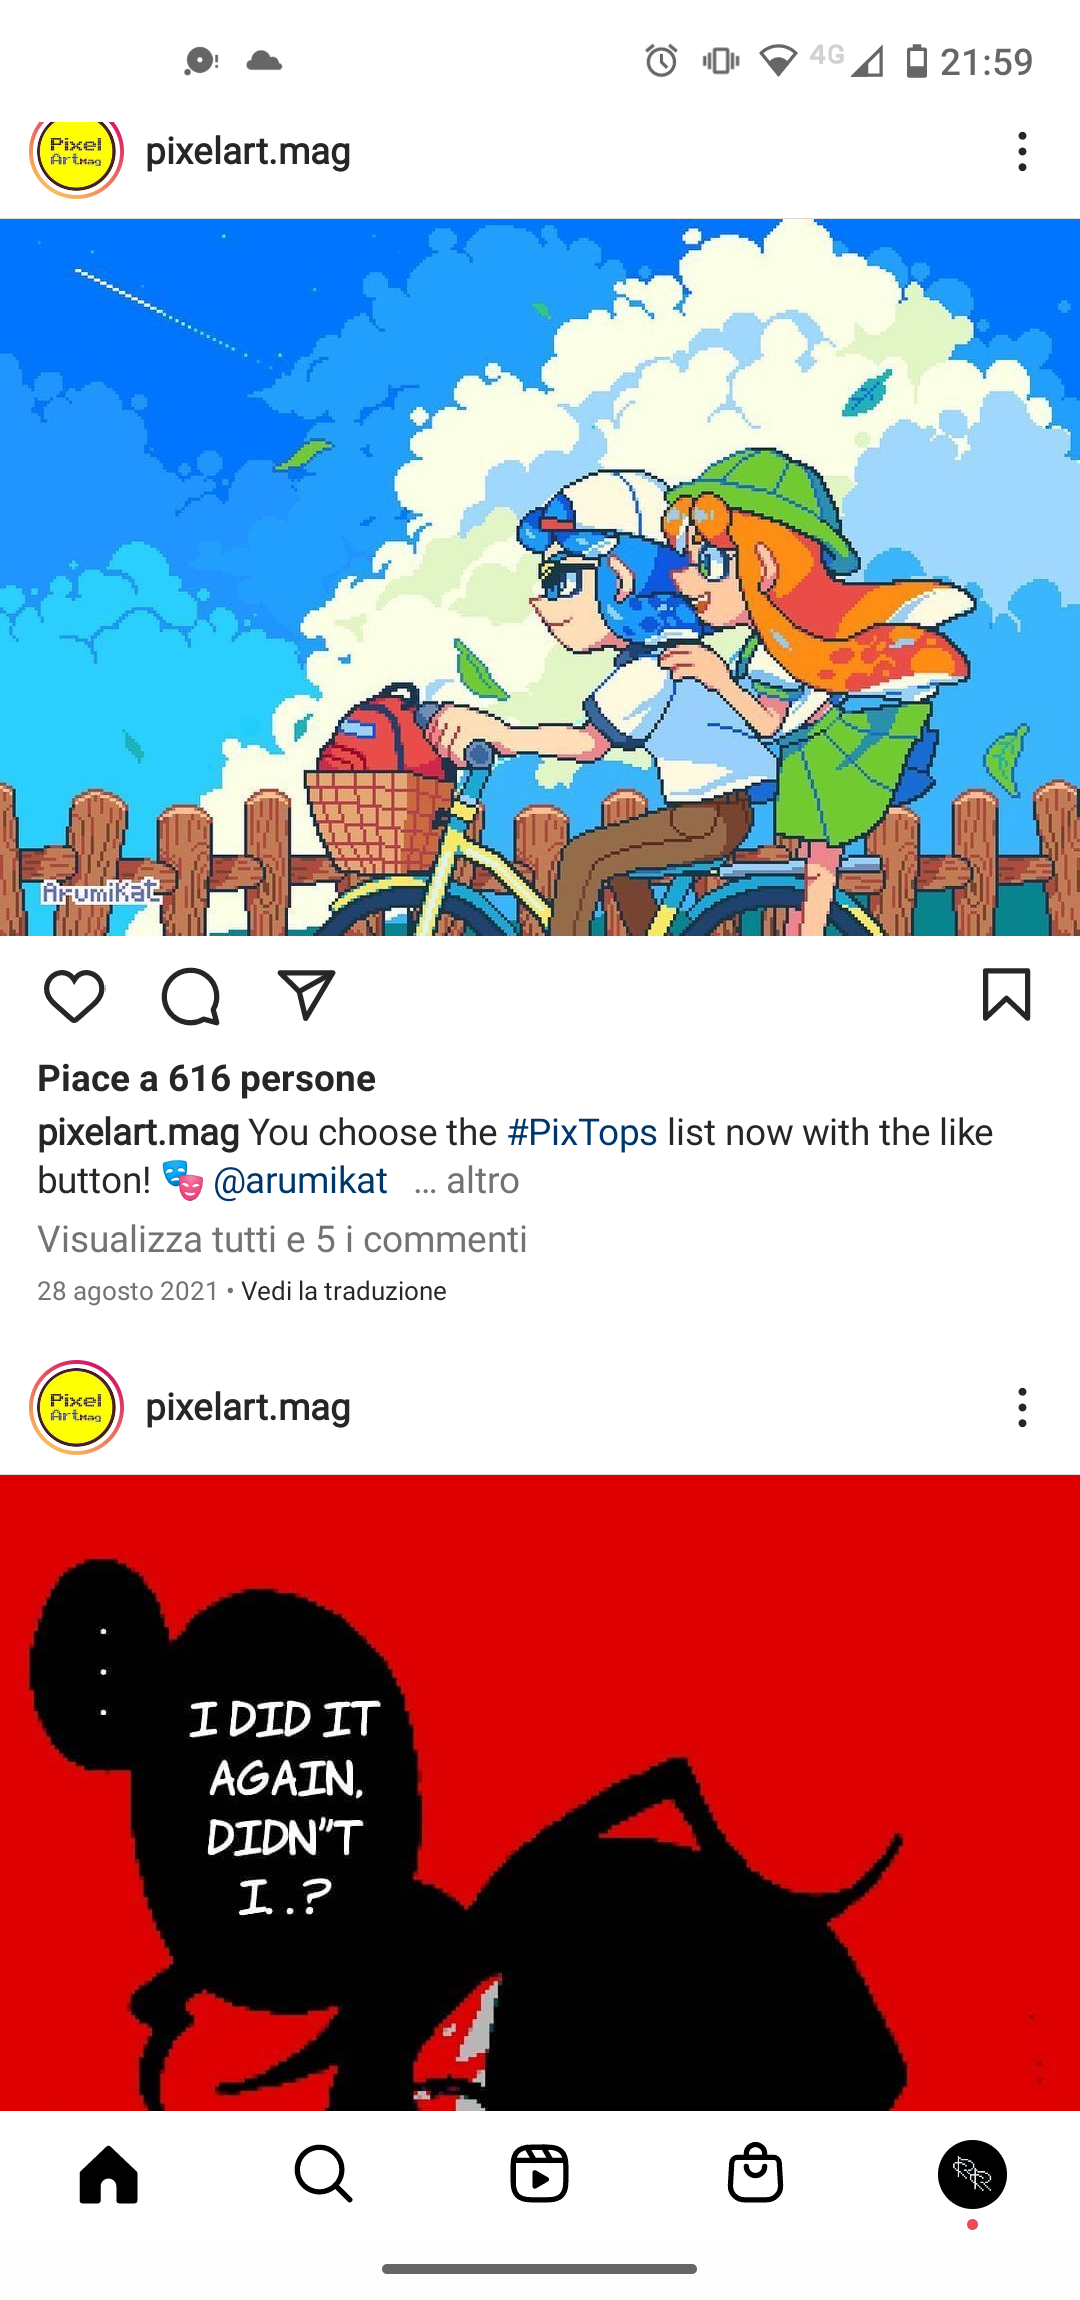 4G 21:59
Pixel
ArtMag
pixelart.mag
ArumiKat
Piace a 616 persone
pixelart.mag You choose the #PixTops list now with the like
button! @arumikat ... altro
Visualizza tutti e 5 i commenti
28 agosto 2021 • Vedi la traduzione
Pixel
ArtMag
pixelart.mag
I DID IT
AGAIN,
DIDN"T
I..?